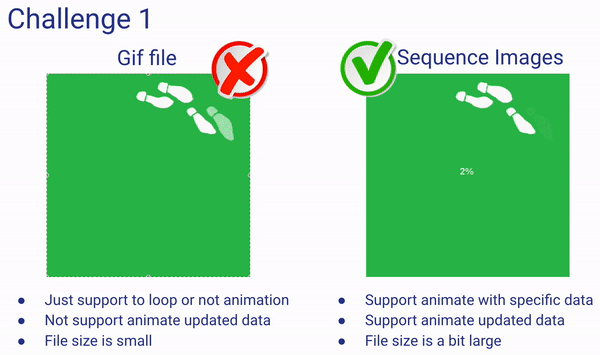 Challenge 1
Gif file
Sequence Images
2%
● Just support to loop or not animation
● Not support animate updated data
● File size is small
● Support animate with specific data
● Support animate updated data
● File size is a bit large